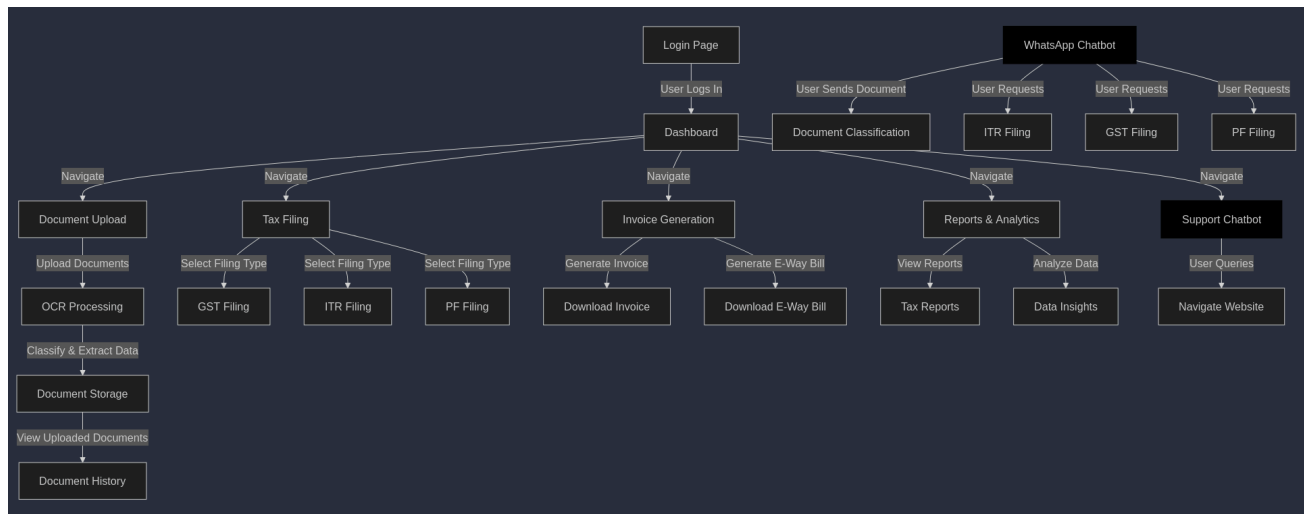 Login Page
WhatsApp Chatbot
User Logs In
User Sends Document
User Requests
User Requests
User Requests
Dashboard
Document Classification
ITR Filing
GST Filing
PF Filing
Navigate
Navigate
Navigate
Navigate
Navigate
Document Upload
Tax Filing
Invoice Generation
Reports & Analytics
Support Chatbot
Upload Documents
Select Filing Type
Select Filing Type
Select Filing Type
Generate Invoice
Generate E-Way Bill
View Reports
Analyze Data
User Queries
OCR Processing
GST Filing
ITR Filing
PF Filing
Download Invoice
Download E-Way Bill
Tax Reports
Data Insights
Navigate Website
Classify & Extract Data
Document Storage
View Uploaded Documents
Document History